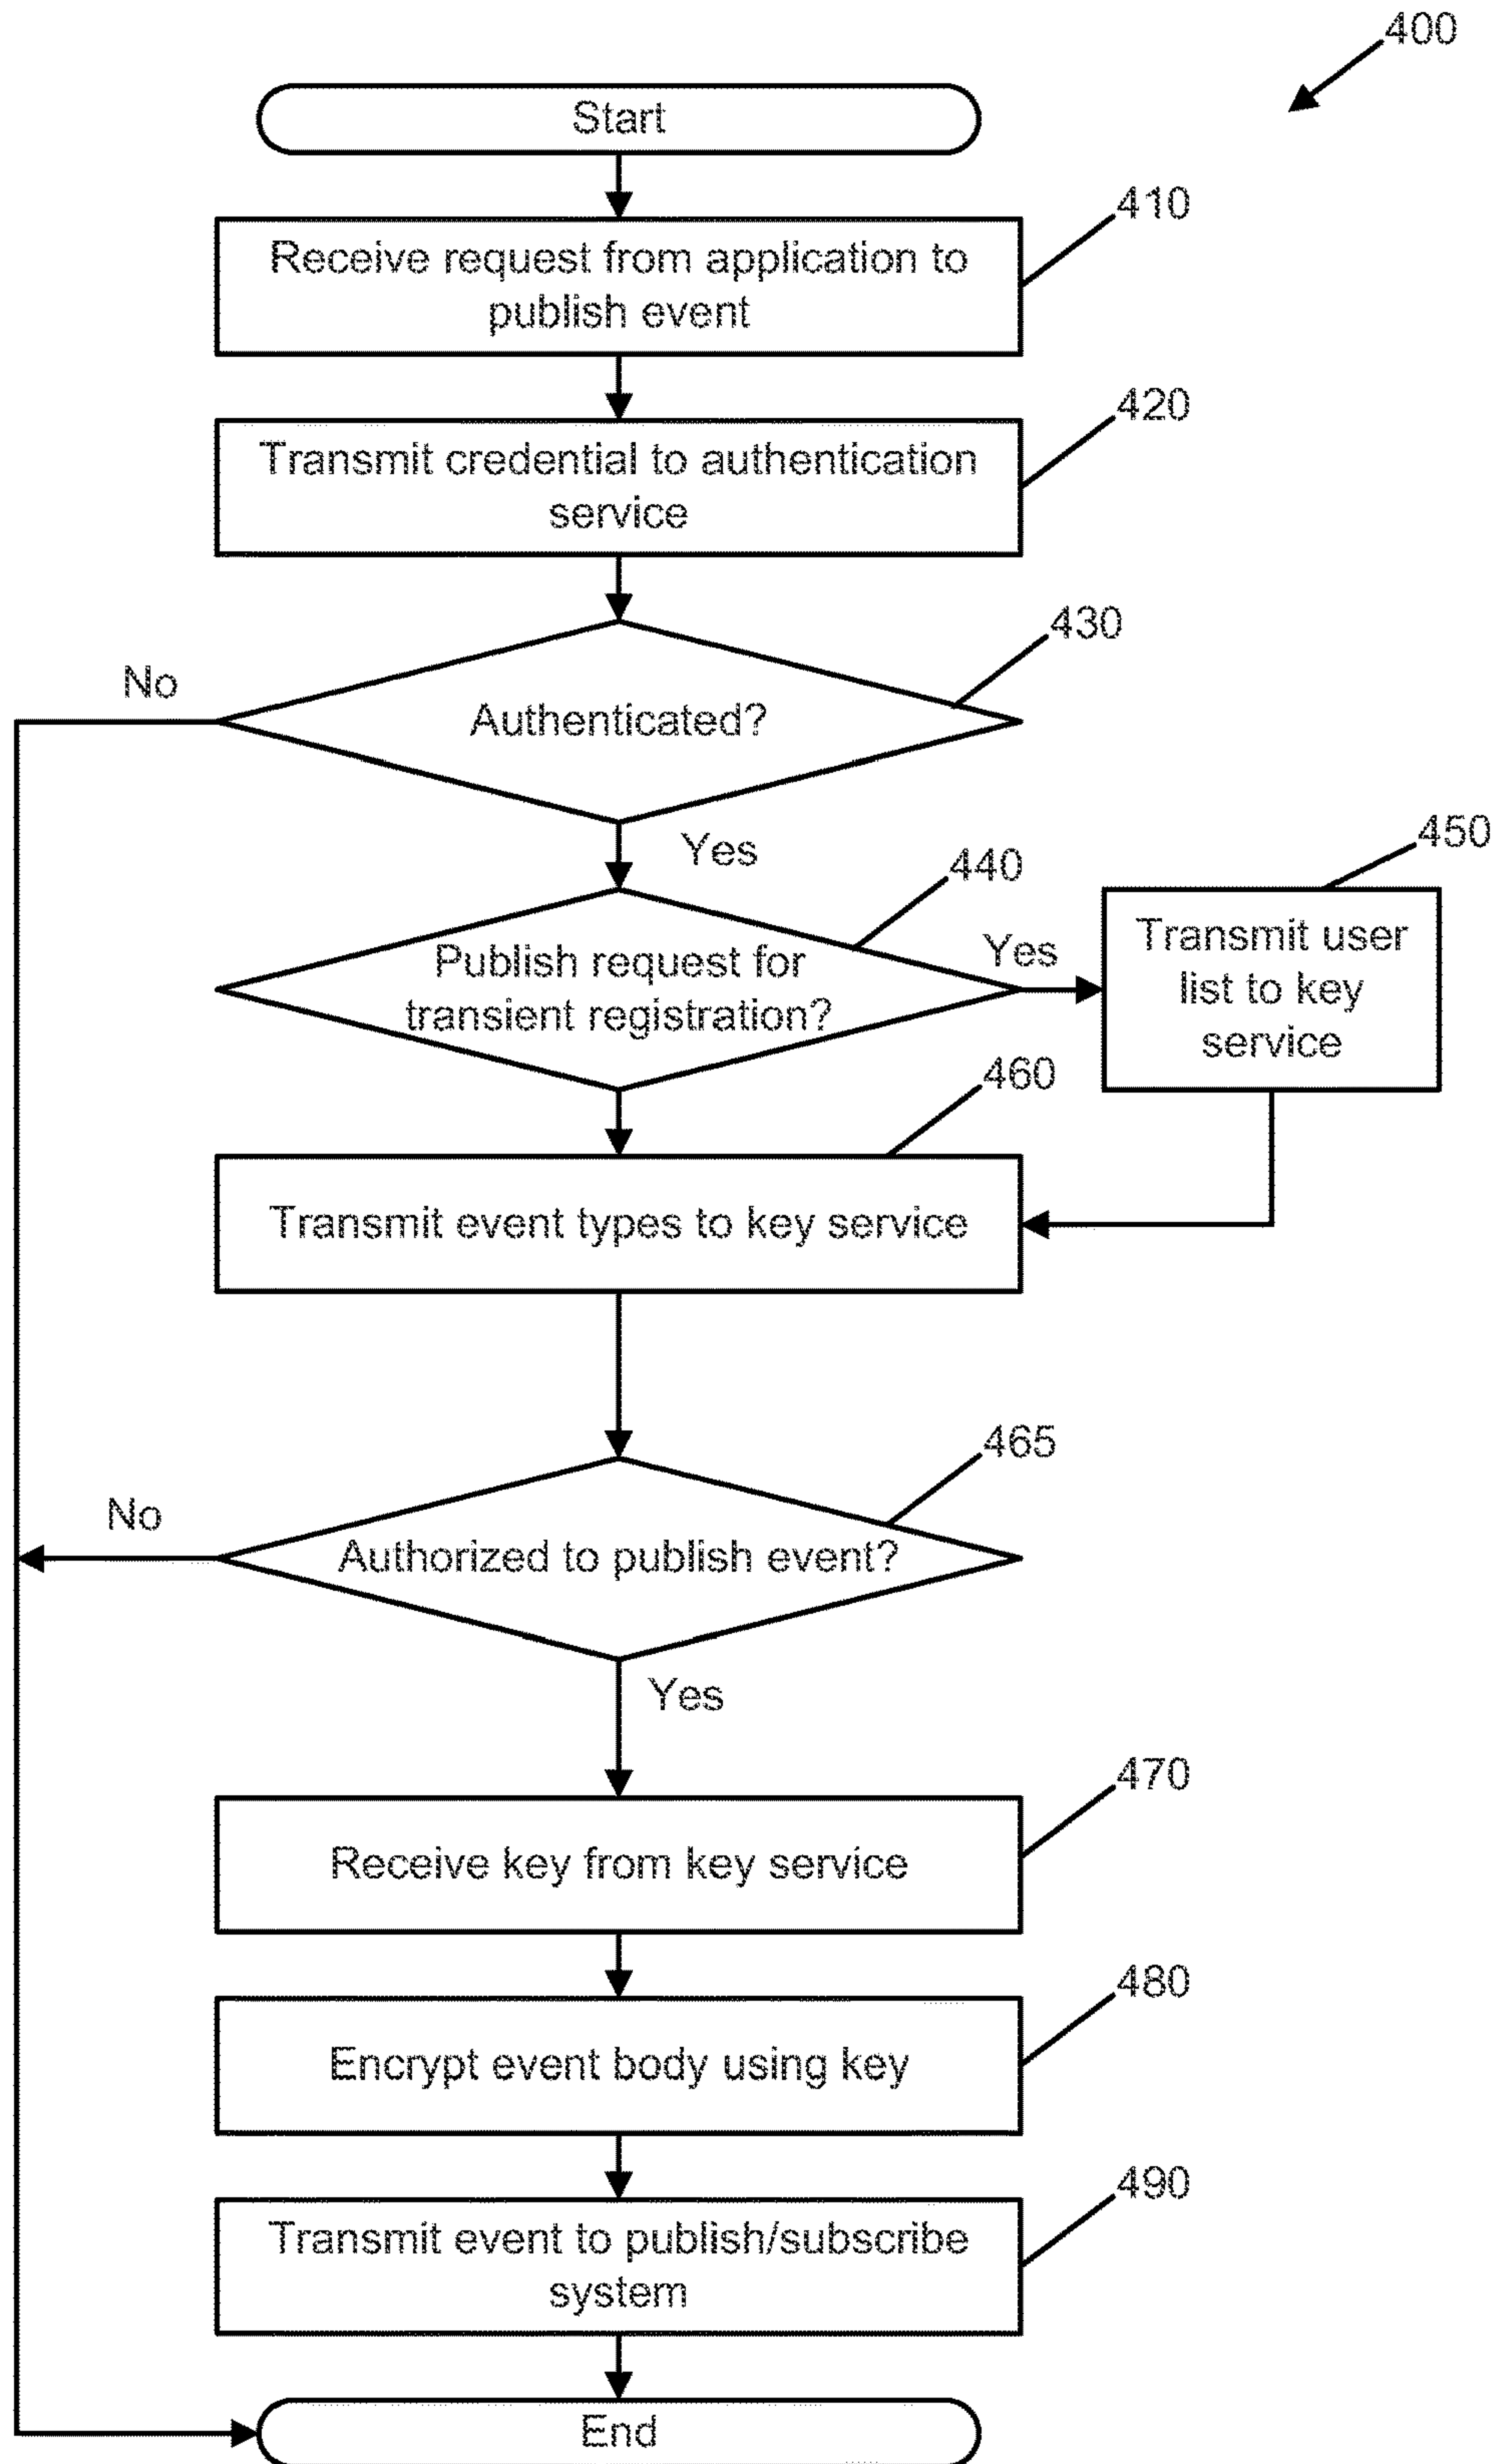 400
Start
410
Receive request from application to
publish event
420
Transmit credential to authentication
service
430
No
Authenticated?
Yes
440
450
Publish request for
transient registration?
Yes
Transmit user
list to key
service
460
Transmit event types to key service
465
No
Authorized to publish event?
Yes
470
Receive key from key service
480
Encrypt event body using key
490
Transmit event to publish/subscribe
system
End